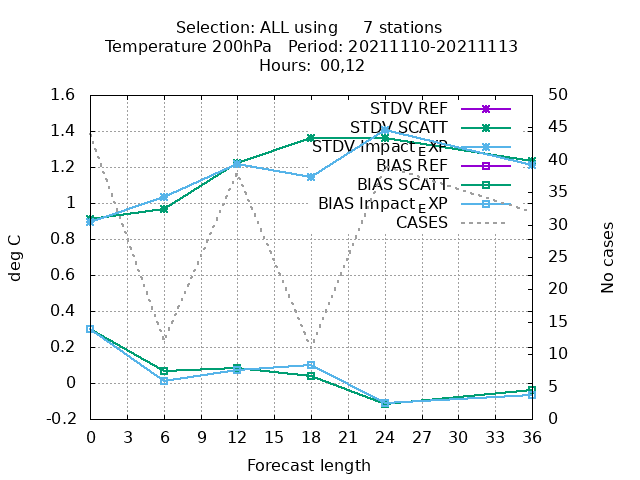 Selection: ALL using 7 stations
Temperature 200hPa Period: 20211110-20211113
Hours: 00,12
1.6
1.4
1.2
1
0.8
0.6
0.4
0.2
0
-0.2
deg C
50
45
40
35
30
25
20
15
10
5
0
No cases
STDV REF
STDV SCATT
STDV Impact_EXP
BIAS REF
BIAS SCATT
BIAS Impact_EXP
CASES
0 3 6 9 12 15 18 21 24 27 30 33 36
Forecast length